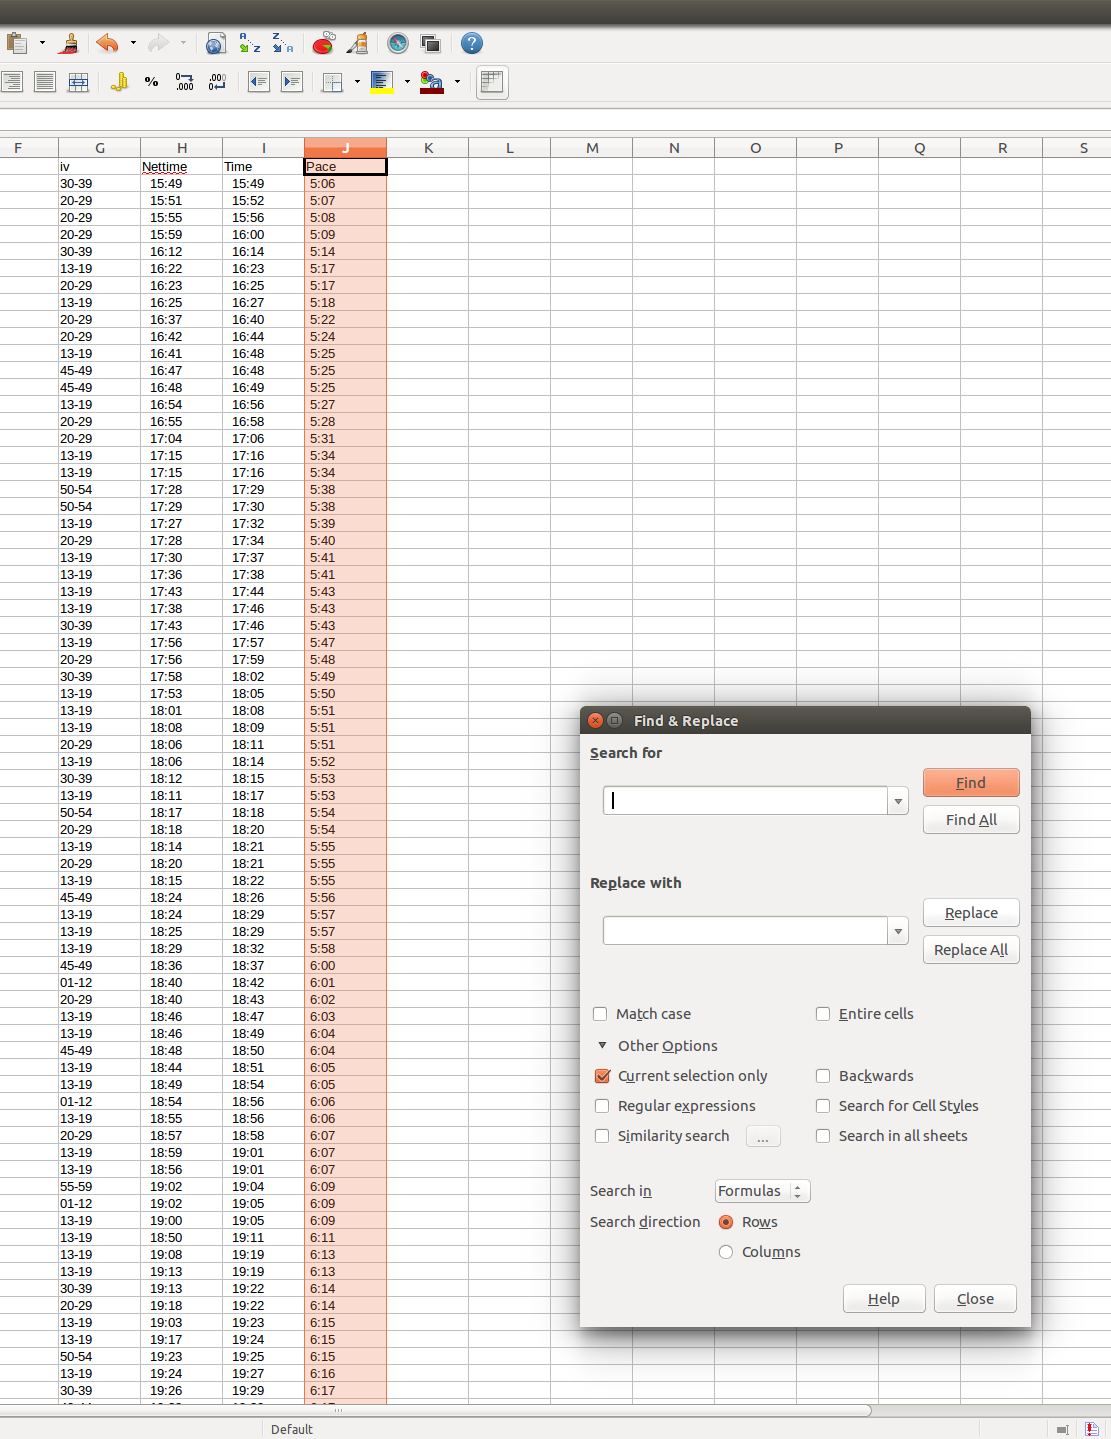 A Z Z A
% .000 .000
F G H I J K L M N O P Q R S
iv Nettime Time Pace
30-39 15:49 15:49 5:06
20-29 15:51 15:52 5:07
20-29 15:55 15:56 5:08
20-29 15:59 16:00 5:09
30-39 16:12 16:14 5:14
13-19 16:22 16:23 5:17
20-29 16:23 16:25 5:17
13-19 16:25 16:27 5:18
20-29 16:37 16:40 5:22
20-29 16:42 16:44 5:24
13-19 16:41 16:48 5:25
45-49 16:47 16:48 5:25
45-49 16:48 16:49 5:25
13-19 16:54 16:56 5:27
20-29 16:55 16:58 5:28
20-29 17:04 17:06 5:31
13-19 17:15 17:16 5:34
13-19 17:15 17:16 5:34
50-54 17:28 17:29 5:38
50-54 17:29 17:30 5:38
13-19 17:27 17:32 5:39
20-29 17:28 17:34 5:40
13-19 17:30 17:37 5:41
13-19 17:36 17:38 5:41
13-19 17:43 17:44 5:43
13-19 17:38 17:46 5:43
30-39 17:43 17:46 5:43
13-19 17:56 17:57 5:47
20-29 17:56 17:59 5:48
30-39 17:58 18:02 5:49
13-19 17:53 18:05 5:50
13-19 18:01 18:08 5:51
13-19 18:08 18:09 5:51
20-29 18:06 18:11 5:51
13-19 18:06 18:14 5:52
30-39 18:12 18:15 5:53
13-19 18:11 18:17 5:53
50-54 18:17 18:18 5:54
20-29 18:18 18:20 5:54
13-19 18:14 18:21 5:55
20-29 18:20 18:21 5:55
13-19 18:15 18:22 5:55
45-49 18:24 18:26 5:56
13-19 18:24 18:29 5:57
13-19 18:25 18:29 5:57
13-19 18:29 18:32 5:58
45-49 18:36 18:37 6:00
01-12 18:40 18:42 6:01
20-29 18:40 18:43 6:02
13-19 18:46 18:47 6:03
13-19 18:46 18:49 6:04
45-49 18:48 18:50 6:04
13-19 18:44 18:51 6:05
13-19 18:49 18:54 6:05
01-12 18:54 18:56 6:06
13-19 18:55 18:56 6:06
20-29 18:57 18:58 6:07
13-19 18:59 19:01 6:07
13-19 18:56 19:01 6:07
55-59 19:02 19:04 6:09
01-12 19:02 19:05 6:09
13-19 19:00 19:05 6:09
13-19 18:50 19:11 6:11
13-19 19:08 19:19 6:13
13-19 19:13 19:19 6:13
30-39 19:13 19:22 6:14
20-29 19:18 19:22 6:14
13-19 19:03 19:23 6:15
13-19 19:17 19:24 6:15
50-54 19:23 19:25 6:15
13-19 19:24 19:27 6:16
30-39 19:26 19:29 6:17
Find & Replace
Search for
Find
Find All
Replace with
Replace
Replace All
Match case Entire cells
Other Options
Current selection only Backwards
Regular expressions Search for Cell Styles
Similarity search ... Search in all sheets
Search in Formulas
Search direction Rows
Columns
Help Close
Default